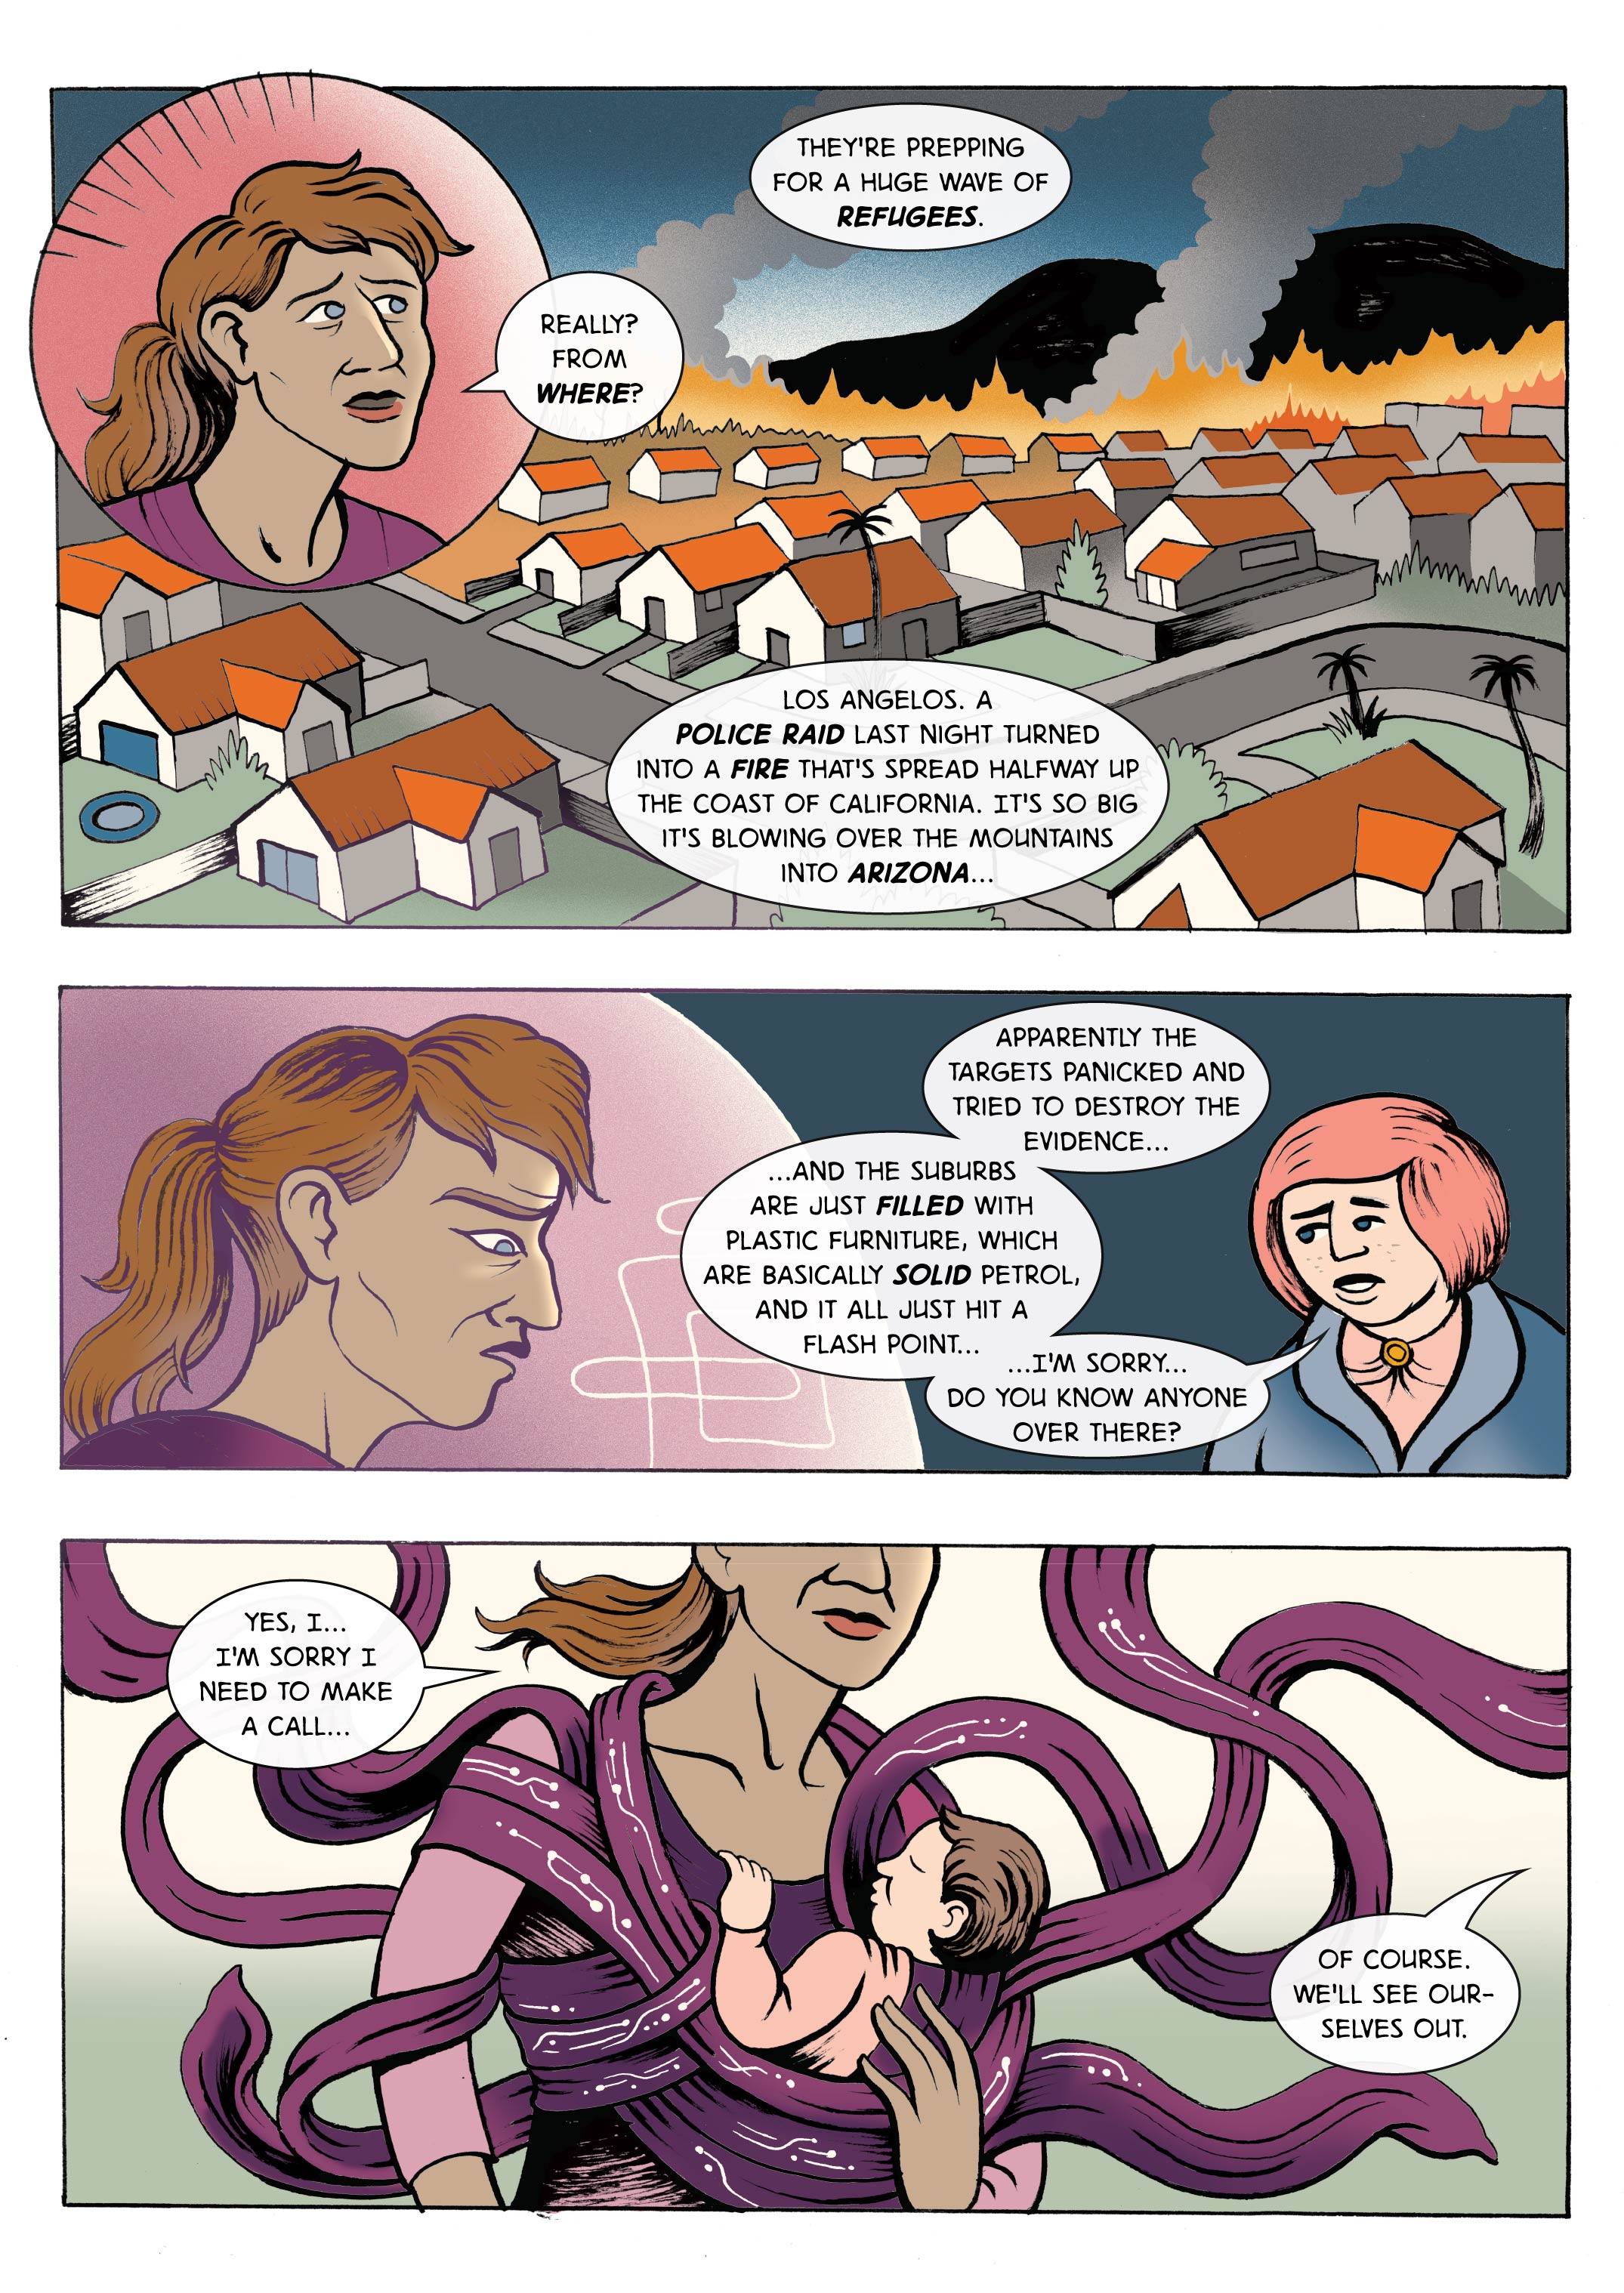 THEY'RE PREPPING
FOR A HUGE WAVE OF
REFUGEES.
REALLY?
FROM
WHERE?
LOS ANGELOS. A
POLICE RAID LAST NIGHT TURNED
INTO A FIRE THAT'S SPREAD HALFWAY UP
THE COAST OF CALIFORNIA. IT'S SO BIG
IT'S BLOWING OVER THE MOUNTAINS
INTO ARIZONA...
APPARENTLY THE
TARGETS PANICKED AND
TRIED TO DESTROY THE
EVIDENCE...
...AND THE SUBURBS
ARE JUST FILLED WITH
PLASTIC FURNITURE, WHICH
ARE BASICALLY SOLID PETROL,
AND IT ALL JUST HIT A
FLASH POINT...
...I'M SORRY...
DO YOU KNOW ANYONE
OVER THERE?
YES, I...
I'M SORRY I
NEED TO MAKE
A CALL...
OF COURSE.
WE'LL SEE OUR-
SELVES OUT.